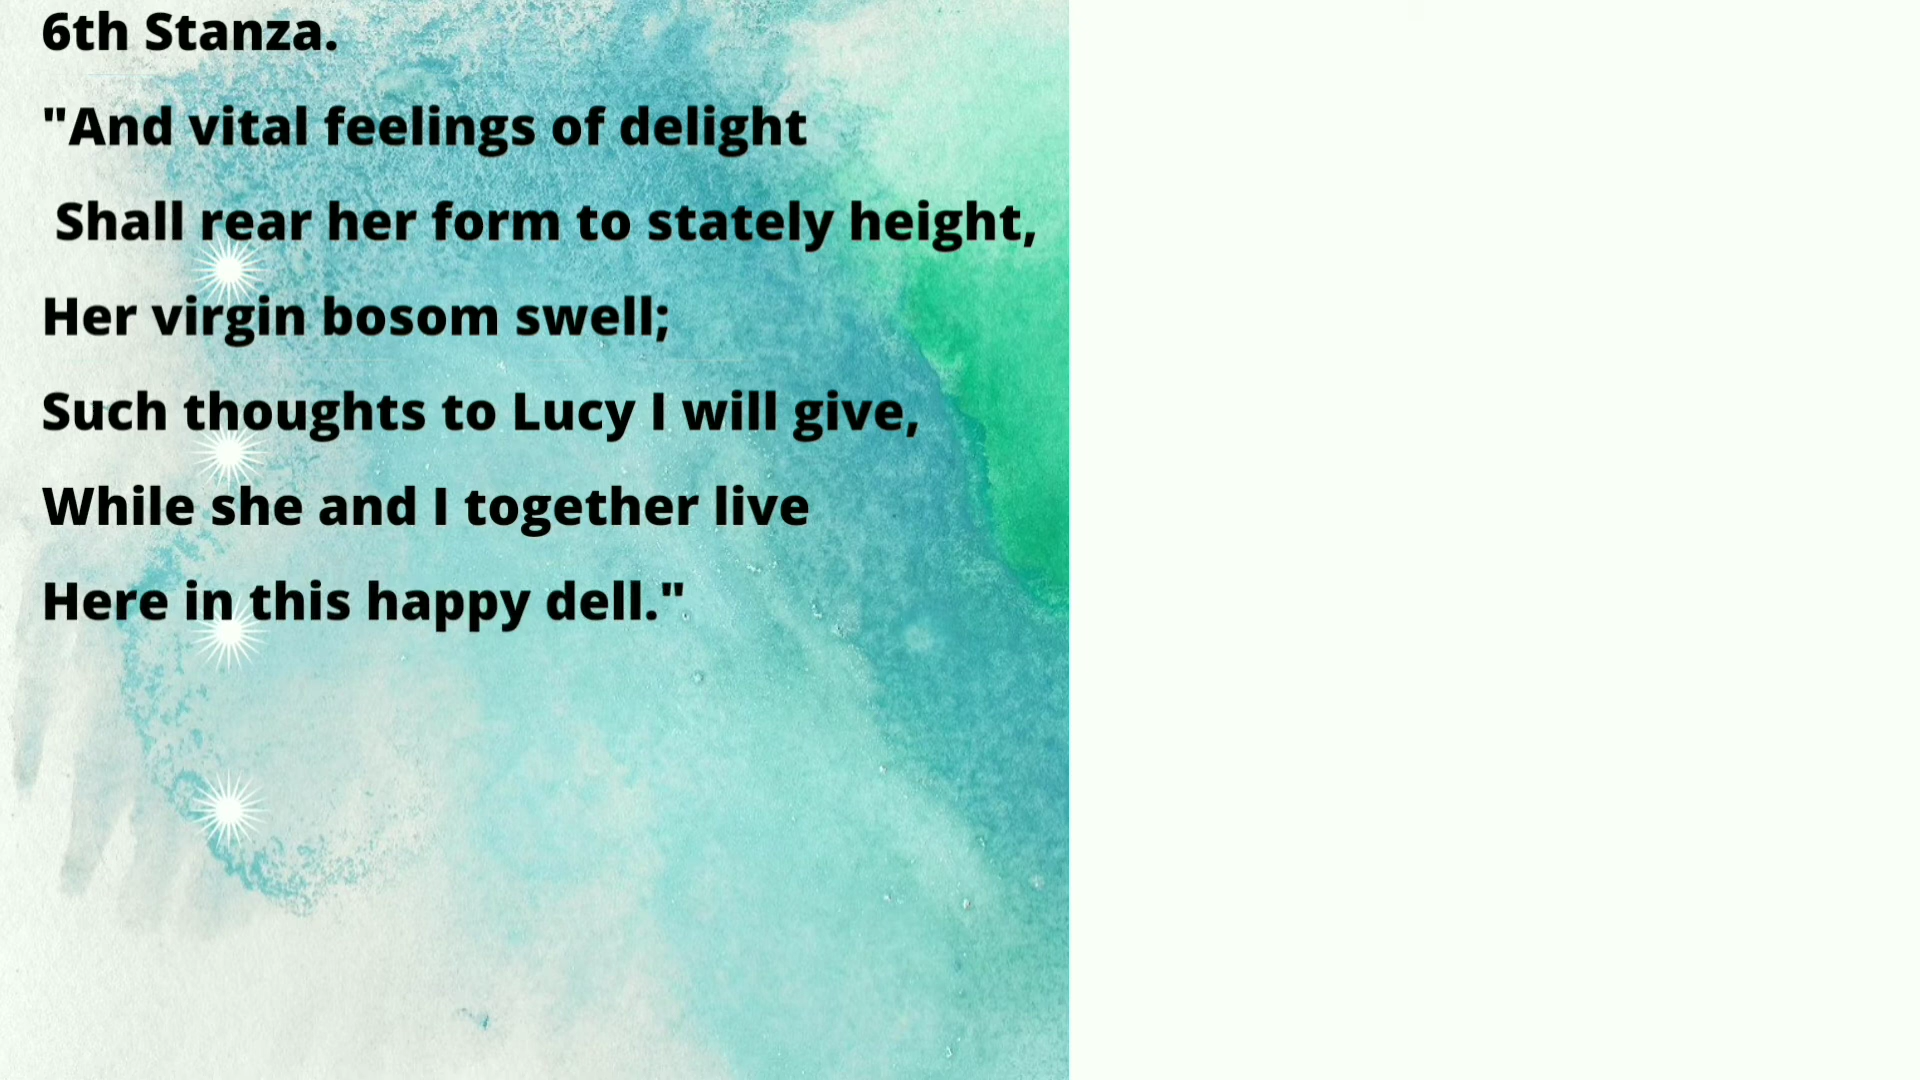 6th Stanza.
"And vital feelings of delight
Shall rear her form to stately height,
Her virgin bosom swell;
Such thoughts to Lucy I will give,
While she and I together live
Here in this happy dell."